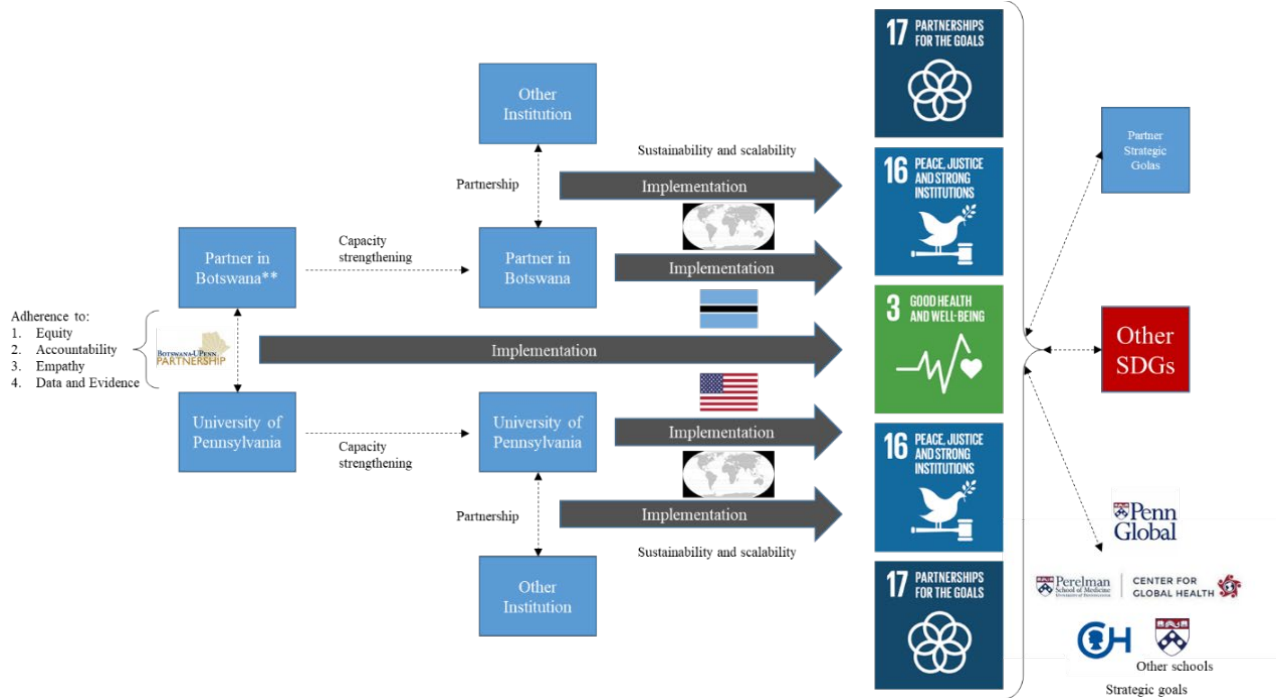 Adherence to:
1. Equity
2. Accountability
3. Empathy
4. Data and Evidence
BOTSWANA-UPENN
PARTNERSHIP
Partner in
Botswana**
University of
Pennsylvania
Capacity
strengthening
Capacity
strengthening
Other
Institution
Partnership
Partner in
Botswana
University of
Pennsylvania
Partnership
Other
Institution
Sustainability and scalability
Implementation
Implementation
Implementation
Implementation
Implementation
Sustainability and scalability
17 PARTNERSHIPS
FOR THE GOALS
16 PEACE, JUSTICE
AND STRONG
INSTITUTIONS
3 GOOD HEALTH
AND WELL-BEING
16 PEACE, JUSTICE
AND STRONG
INSTITUTIONS
17 PARTNERSHIPS
FOR THE GOALS
Partner
Strategic
Golas
Other
SDGs
Penn
Global
Perelman
School of Medicine
UNIVERSITY OF PENNSYLVANIA
CENTER FOR
GLOBAL HEALTH
CH
Other schools
Strategic goals